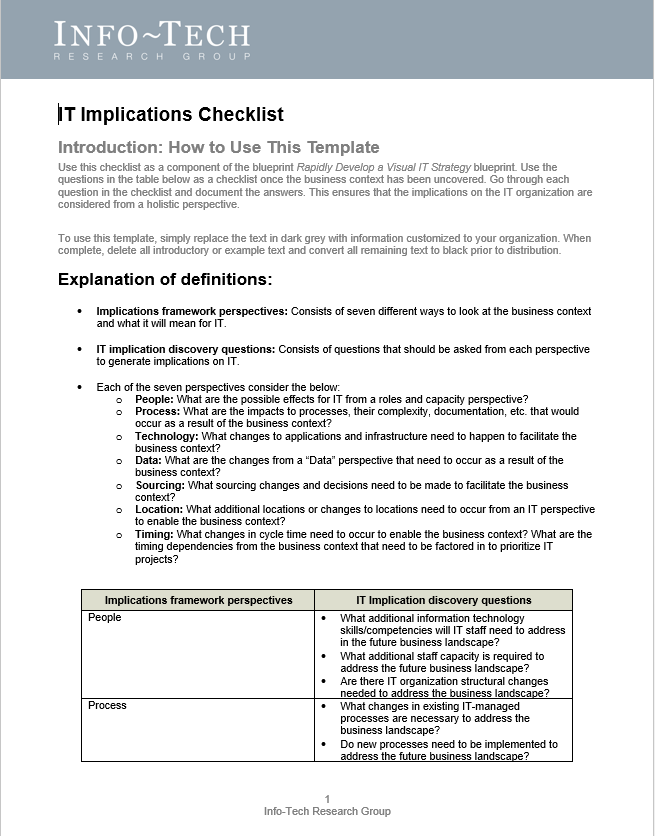 INFO~TECH
RESEARCH GROUP
IT Implications Checklist
Introduction: How to Use This Template
Use this checklist as a component of the blueprint Rapidly Develop a Visual IT Strategy blueprint. Use the
questions in the table below as a checklist once the business context has been uncovered. Go through each
question in the checklist and document the answers. This ensures that the implications on the IT organization are
considered from a holistic perspective.
To use this template, simply replace the text in dark grey with information customized to your organization. When
complete, delete all introductory or example text and convert all remaining text to black prior to distribution.
Explanation of definitions:
• Implications framework perspectives: Consists of seven different ways to look at the business context
and what it will mean for IT.
• IT implication discovery questions: Consists of questions that should be asked from each perspective
to generate implications on IT.
• Each of the seven perspectives consider the below:
o People: What are the possible effects for IT from a roles and capacity perspective?
o Process: What are the impacts to processes, their complexity, documentation, etc. that would
occur as a result of the business context?
o Technology: What changes to applications and infrastructure need to happen to facilitate the
business context?
o Data: What are the changes from a “Data” perspective that need to occur as a result of the
business context?
o Sourcing: What sourcing changes and decisions need to be made to facilitate the business
context?
o Location: What additional locations or changes to locations need to occur from an IT perspective
to enable the business context?
o Timing: What changes in cycle time need to occur to enable the business context? What are the
timing dependencies from the business context that need to be factored in to prioritize IT
projects?
Implications framework perspectives
IT Implication discovery questions
People
• What additional information technology
skills/competencies will IT staff need to address
in the future business landscape?
• What additional staff capacity is required to
address the future business landscape?
• Are there IT organization structural changes
needed to address the business landscape?
Process
• What changes in existing IT-managed
processes are necessary to address the
business landscape?
• Do new processes need to be implemented to
address the future business landscape?
1
Info-Tech Research Group